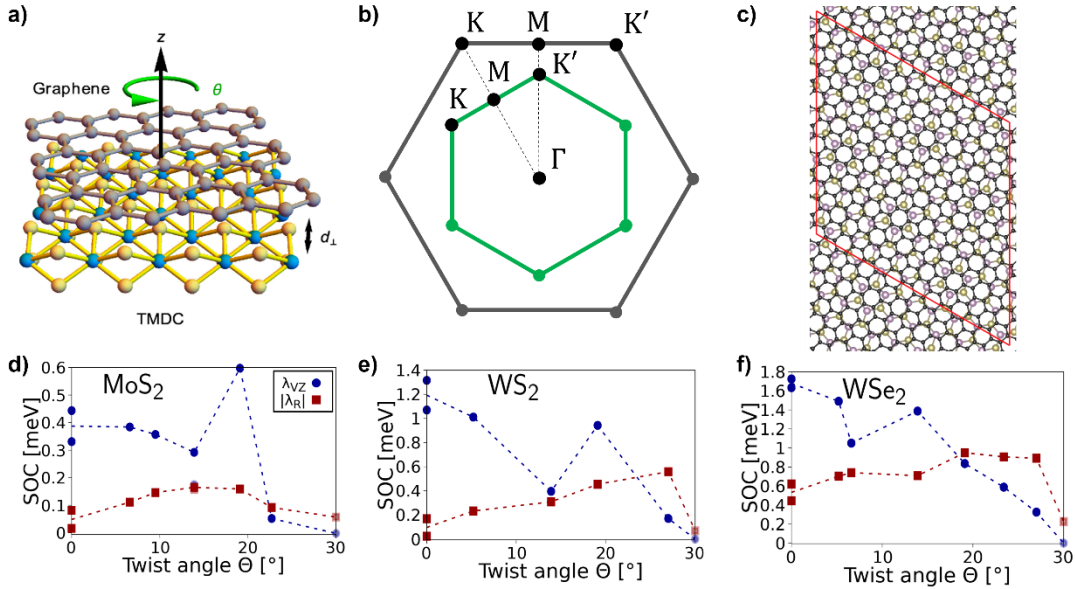 a)
z
Graphene
θ
d⊥
TMDC
b)
K
M
K′
K′
M
K
Γ
c)
d)
MoS2
λVZ
|λR|
SOC [meV]
0.6
0.5
0.4
0.3
0.2
0.1
0
0 10 20 30
Twist angle Θ [°]
e)
WS2
SOC [meV]
1.4
1.2
1
0.8
0.6
0.4
0.2
0
0 10 20 30
Twist angle Θ [°]
f)
WSe2
SOC [meV]
1.8
1.6
1.4
1.2
1
0.8
0.6
0.4
0.2
0
0 10 20 30
Twist angle Θ [°]